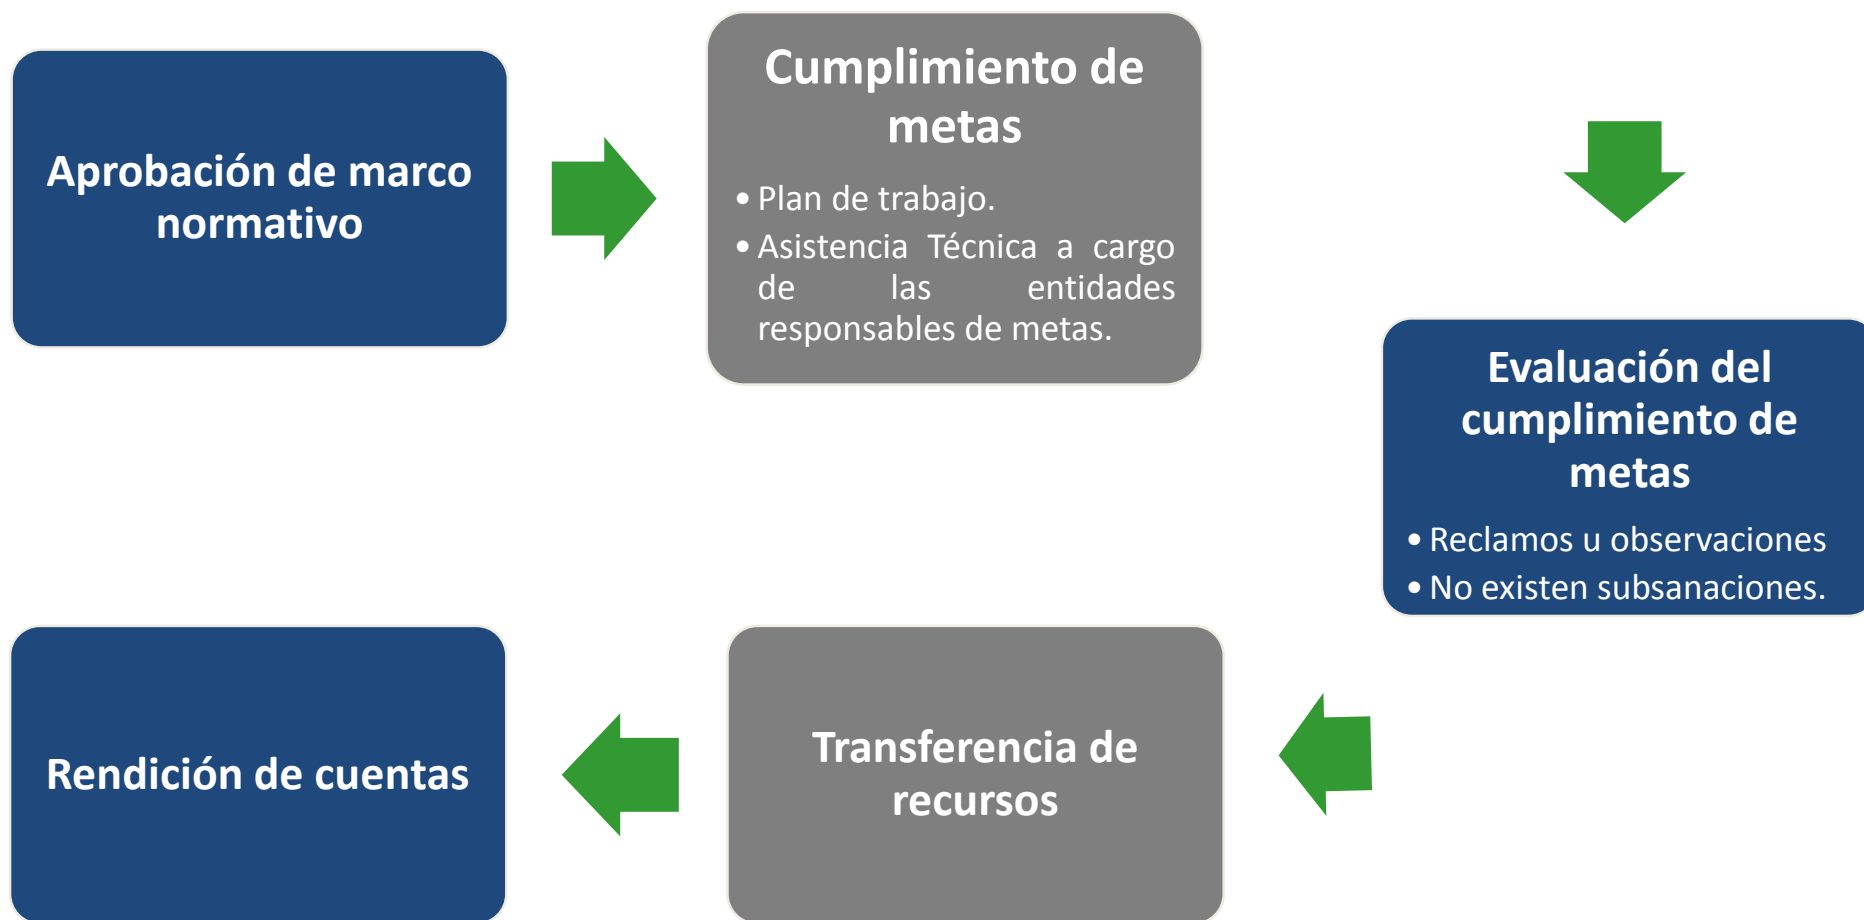 Aprobación de marco
normativo
Cumplimiento de
metas
• Plan de trabajo.
• Asistencia Técnica a cargo
de las entidades
responsables de metas.
Evaluación del
cumplimiento de
metas
• Reclamos u observaciones
• No existen subsanaciones.
Transferencia de
recursos
Rendición de cuentas